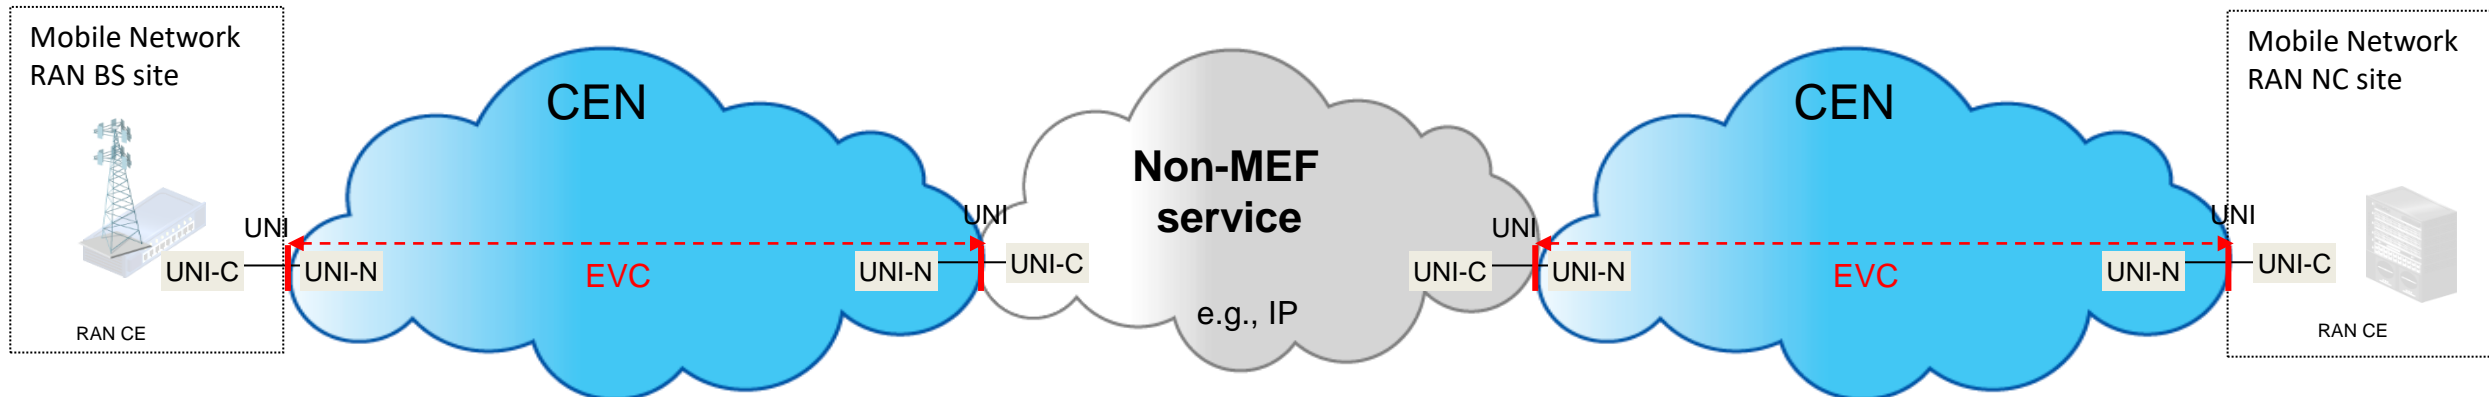 Mobile Network
RAN BS site
RAN CE
UNI
UNI-C
UNI-N
CEN
EVC
UNI-N
UNI
UNI-C
Non-MEF
service
e.g., IP
UNI-C
UNI
UNI-N
CEN
EVC
UNI-N
UNI
UNI-C
Mobile Network
RAN NC site
RAN CE